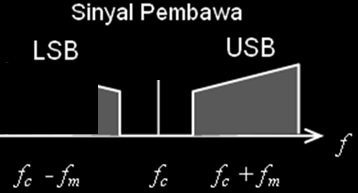 Sinyal Pembawa
LSB USB
f
fc - fm fc fc + fm